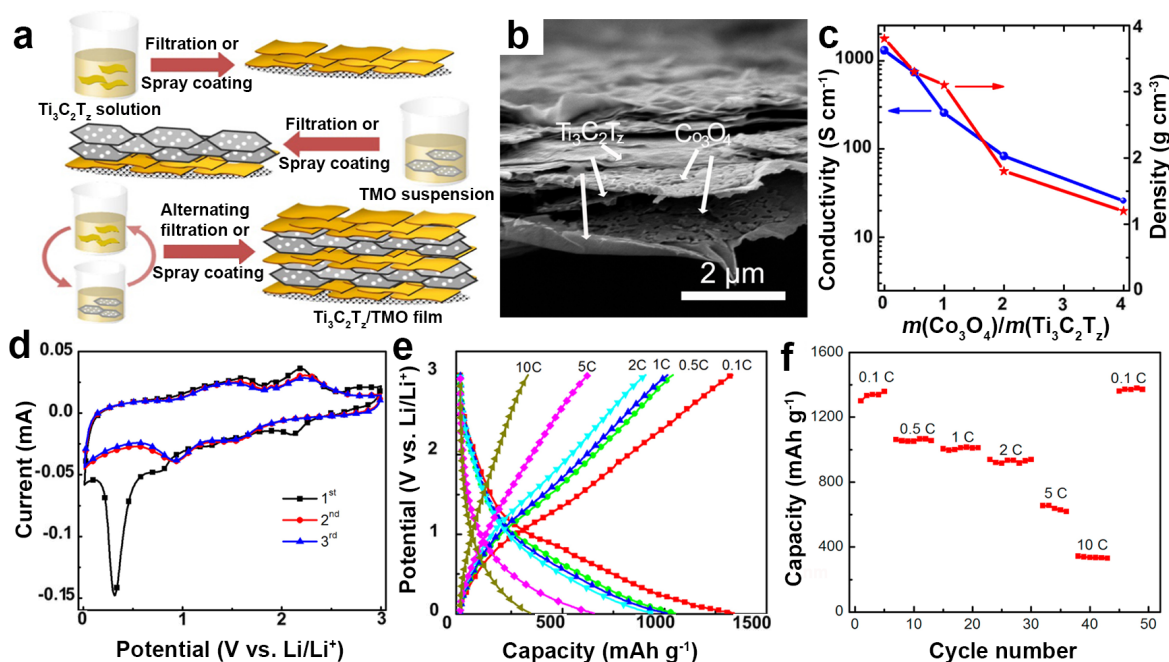 a
Filtration or
Spray coating
Ti₃C₂T𝓏 solution
Filtration or
Spray coating
TMO suspension
Alternating
filtration or
Spray coating
Ti₃C₂T𝓏/TMO film
b
Ti₃C₂T𝓏
Co₃O₄
2 μm
c
1000
100
10
Conductivity (S cm⁻¹)
4
3
2
1
0
Density (g cm⁻³)
0 1 2 3 4
m(Co₃O₄)/m(Ti₃C₂T𝓏)
d
0.05
0.0
-0.05
-0.1
-0.15
Current (mA)
1ˢᵗ
2ⁿᵈ
3ʳᵈ
0 1 2 3
Potential (V vs. Li/Li⁺)
e
3
2
1
0
Potential (V vs. Li/Li⁺)
10C 5C 2C 1C 0.5C 0.1C
0 500 1000 1500
Capacity (mAh g⁻¹)
f
1600
1200
800
400
0
Capacity (mAh g⁻¹)
0.1 C
0.5 C
1 C
2 C
5 C
10 C
0.1 C
0 10 20 30 40 50
Cycle number